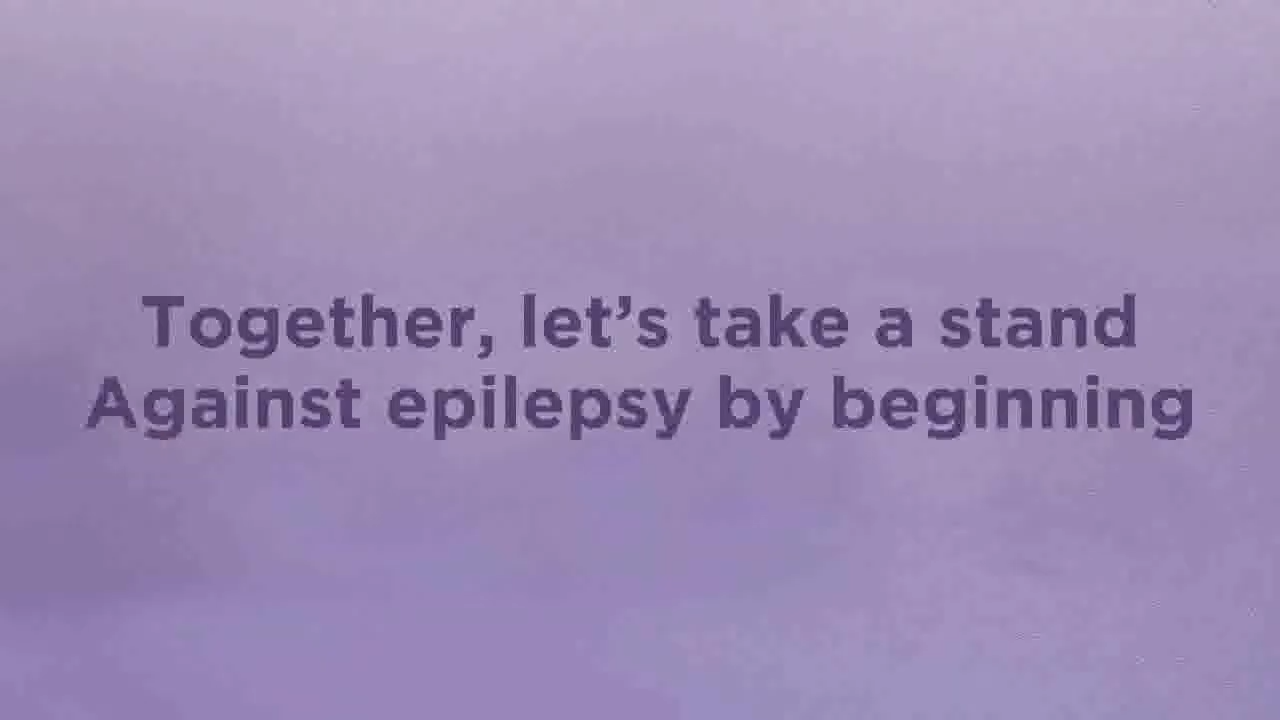 Together, let’s take a stand
Against epilepsy by beginning